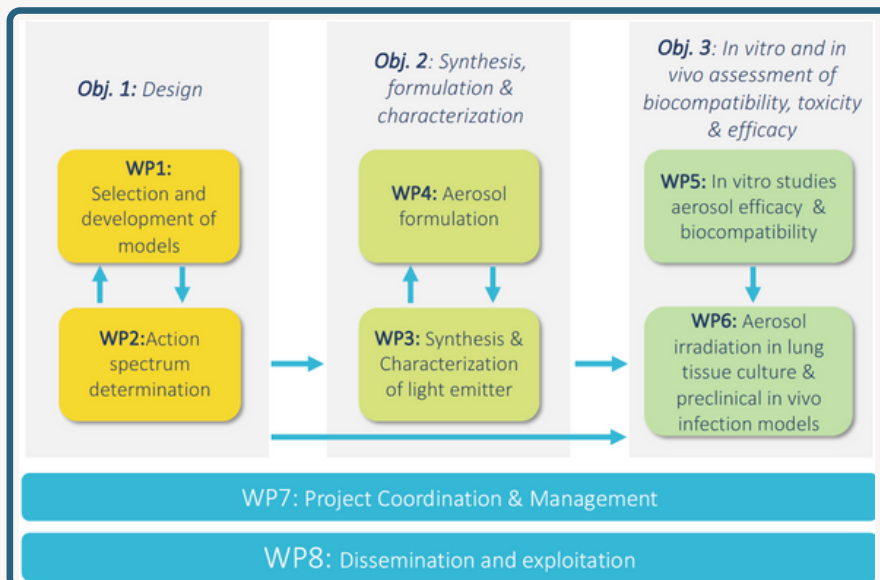 Obj. 1: Design
WP1:
Selection and
development of
models
WP2:Action
spectrum
determination
Obj. 2: Synthesis,
formulation &
characterization
WP4: Aerosol
formulation
WP3: Synthesis &
Characterization
of light emitter
Obj. 3: In vitro and in
vivo assessment of
biocompatibility, toxicity
& efficacy
WP5: In vitro studies
aerosol efficacy &
biocompatibility
WP6: Aerosol
irradiation in lung
tissue culture &
preclinical in vivo
infection models
WP7: Project Coordination & Management
WP8: Dissemination and exploitation